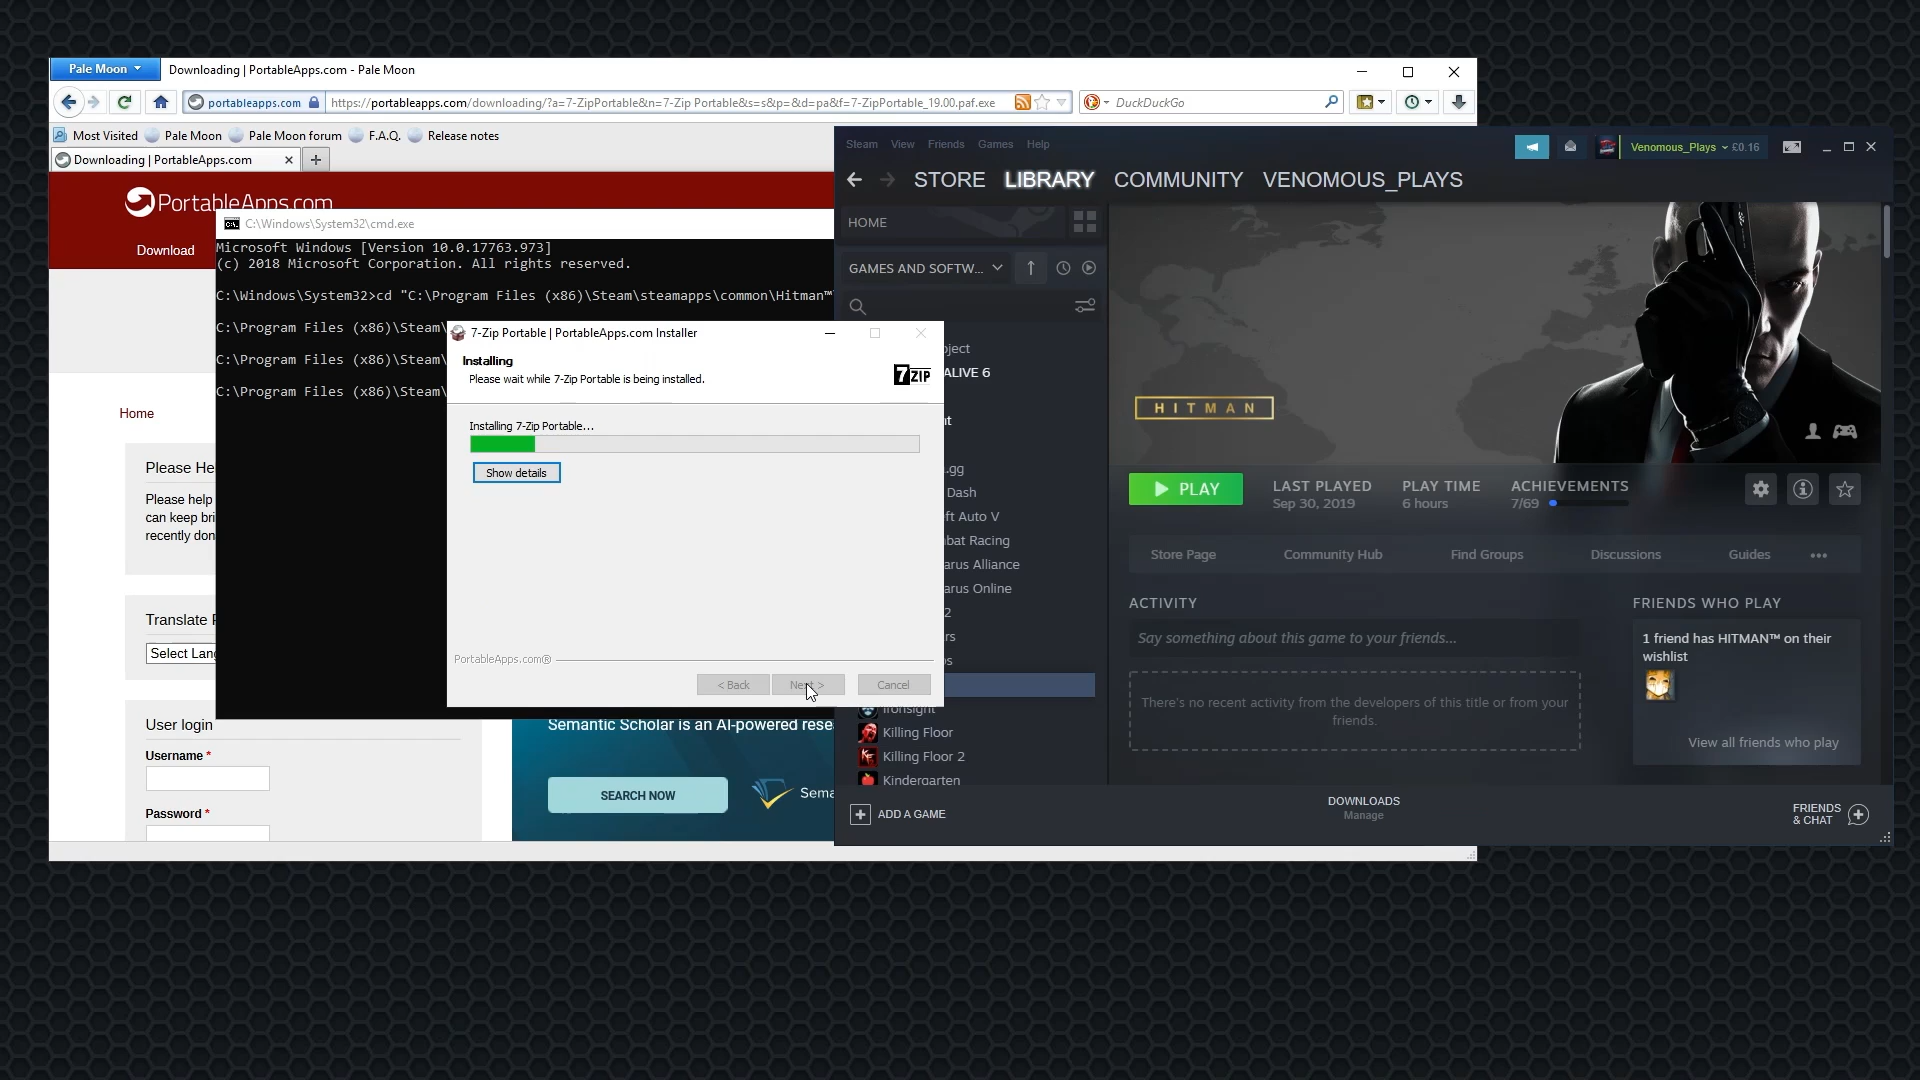 Pale Moon
Downloading | PortableApps.com - Pale Moon
portableapps.com
https://portableapps.com/downloading/?a=7-ZipPortable&n=7-Zip Portable&s=s&p=&d=pa&f=7-ZipPortable_19.00.paf.exe
DuckDuckGo
Most Visited
Pale Moon
Pale Moon forum
F.A.Q.
Release notes
Downloading | PortableApps.com
PortableApps.com
Download
Home
Please He
Please help
can keep bri
recently don
Translate
Select Lang
User login
Username *
Password *
Semantic Scholar is an AI-powered rese
SEARCH NOW
Sema
C:\Windows\System32\cmd.exe
Microsoft Windows [Version 10.0.17763.973]
(c) 2018 Microsoft Corporation. All rights reserved.
C:\Windows\System32>cd "C:\Program Files (x86)\Steam\steamapps\common\Hitman™
C:\Program Files (x86)\Steam\
C:\Program Files (x86)\Steam\
C:\Program Files (x86)\Steam\
7-Zip Portable | PortableApps.com Installer
Installing
Please wait while 7-Zip Portable is being installed.
7ZIP
Installing 7-Zip Portable...
Show details
PortableApps.com®
< Back
Next >
Cancel
Steam
View
Friends
Games
Help
Venomous_Plays
£0.16
STORE
LIBRARY
COMMUNITY
VENOMOUS_PLAYS
HOME
GAMES AND SOFTW...
oject
ALIVE 6
nt
.gg
Dash
ft Auto V
bat Racing
arus Alliance
arus Online
2
rs
os
Ironsight
Killing Floor
Killing Floor 2
Kindergarten
HITMAN
PLAY
LAST PLAYED
Sep 30, 2019
PLAY TIME
6 hours
ACHIEVEMENTS
7/69
Store Page
Community Hub
Find Groups
Discussions
Guides
ACTIVITY
Say something about this game to your friends...
There's no recent activity from the developers of this title or from your
friends.
FRIENDS WHO PLAY
1 friend has HITMAN™ on their
wishlist
View all friends who play
ADD A GAME
DOWNLOADS
Manage
FRIENDS
& CHAT